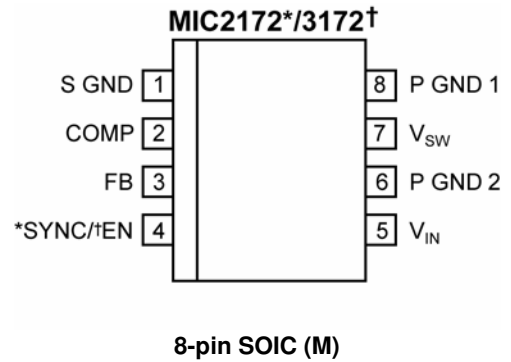 MIC2172*/3172†
S GND 1
COMP 2
FB 3
*SYNC/†EN 4
8 P GND 1
7 VSW
6 P GND 2
5 VIN
8-pin SOIC (M)